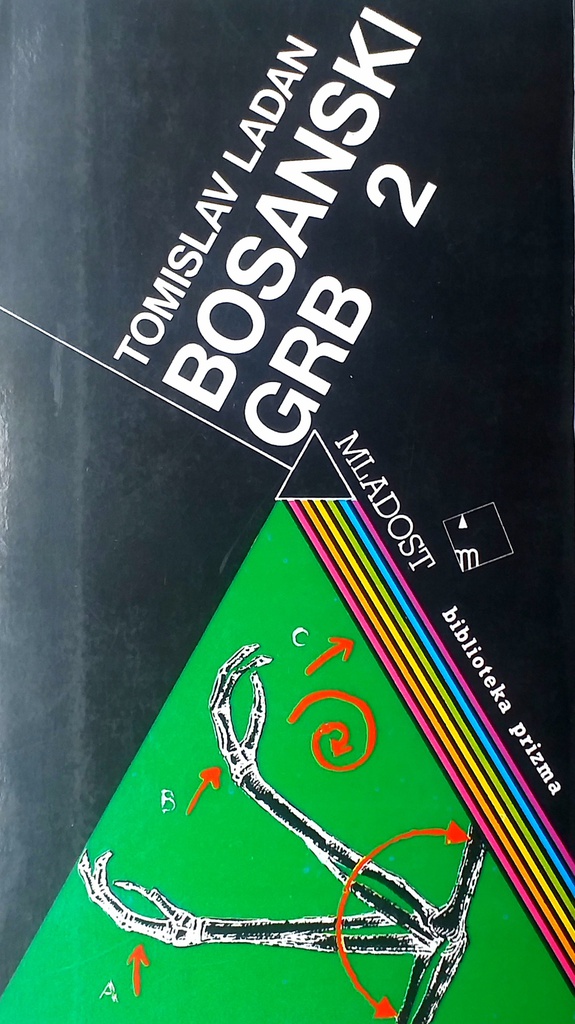 TOMISLAV LADAN
BOSANSKI
GRB 2
MLADOST
m
biblioteka prizma
C
B
A